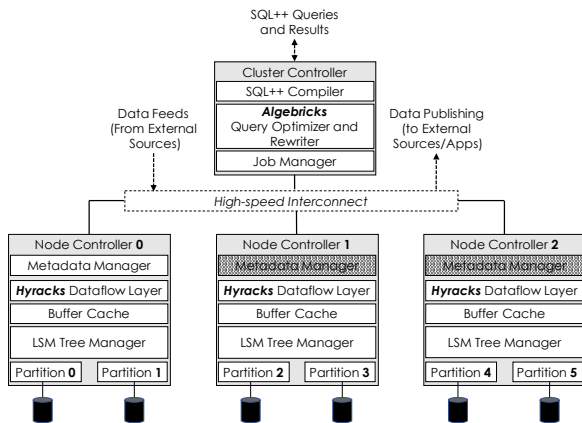 SQL++ Queries
and Results
Cluster Controller
SQL++ Compiler
Algebricks
Query Optimizer and
Rewriter
Job Manager
Data Feeds
(From External
Sources)
Data Publishing
(to External
Sources/Apps)
High-speed Interconnect
Node Controller 0
Metadata Manager
Hyracks Dataflow Layer
Buffer Cache
LSM Tree Manager
Partition 0
Partition 1
Node Controller 1
Metadata Manager
Hyracks Dataflow Layer
Buffer Cache
LSM Tree Manager
Partition 2
Partition 3
Node Controller 2
Metadata Manager
Hyracks Dataflow Layer
Buffer Cache
LSM Tree Manager
Partition 4
Partition 5